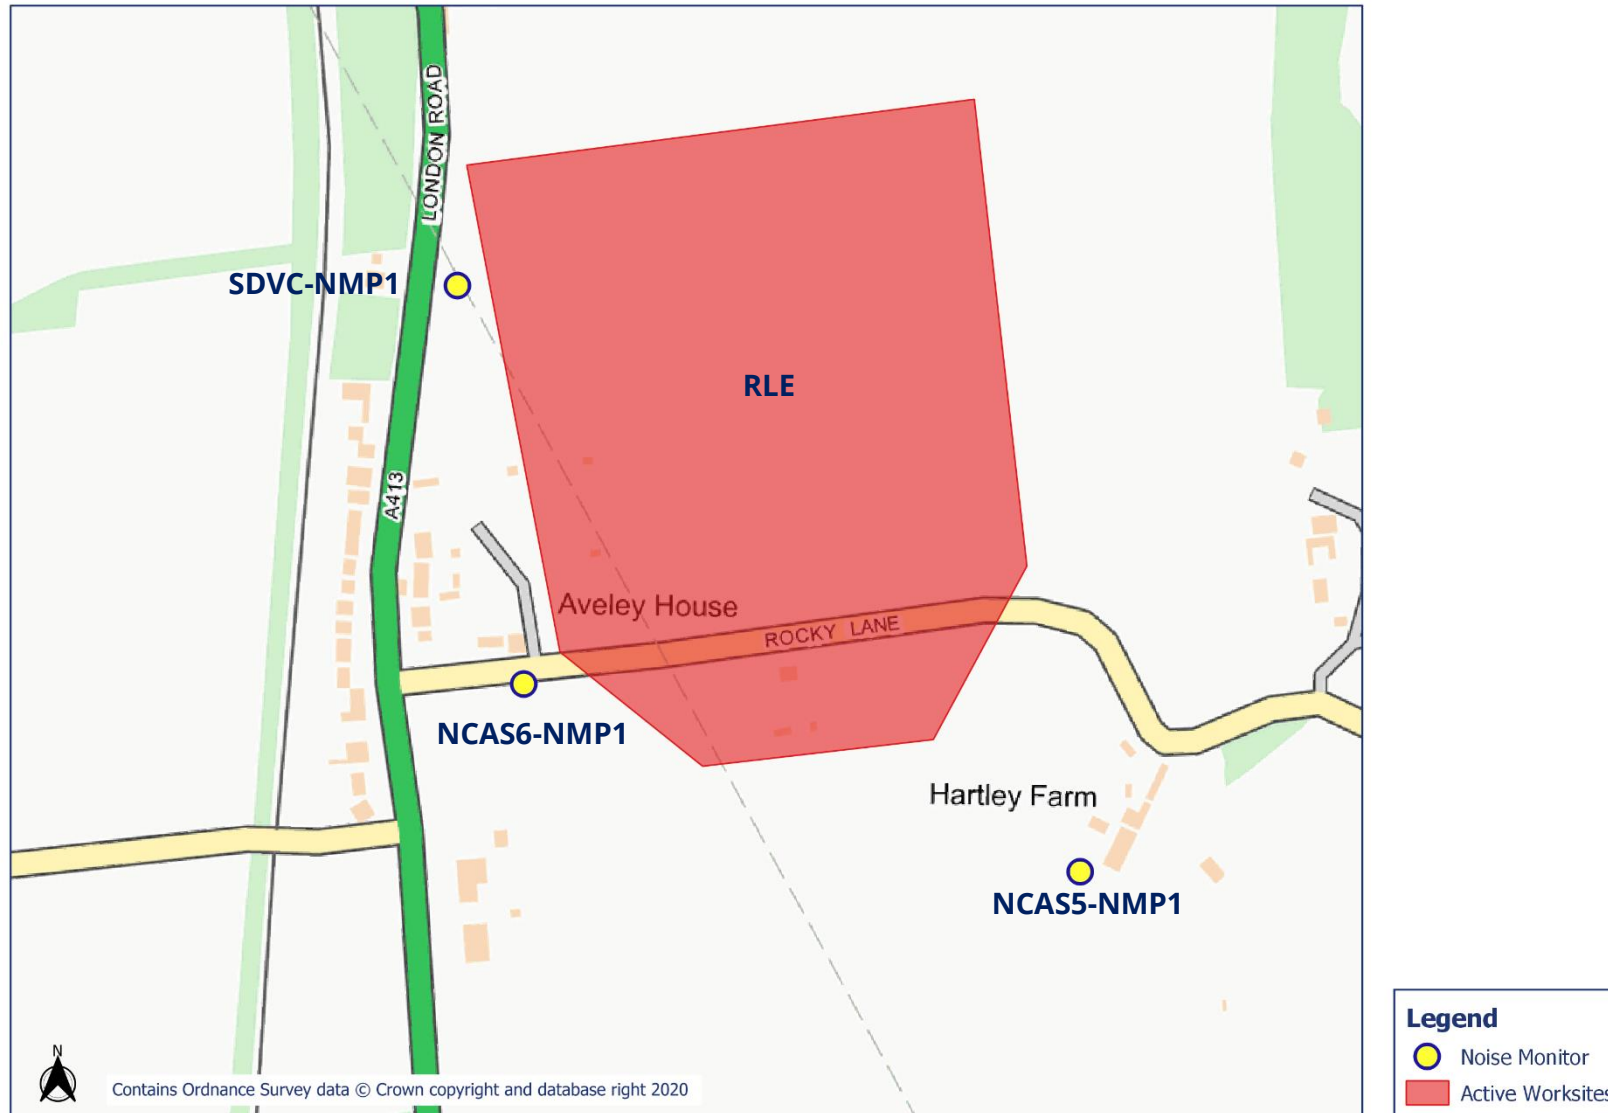 LONDON ROAD
SDVC-NMP1
RLE
A413
Aveley House
ROCKY LANE
NCAS6-NMP1
Hartley Farm
NCAS5-NMP1
N
Contains Ordnance Survey data © Crown copyright and database right 2020
Legend
Noise Monitor
Active Worksites